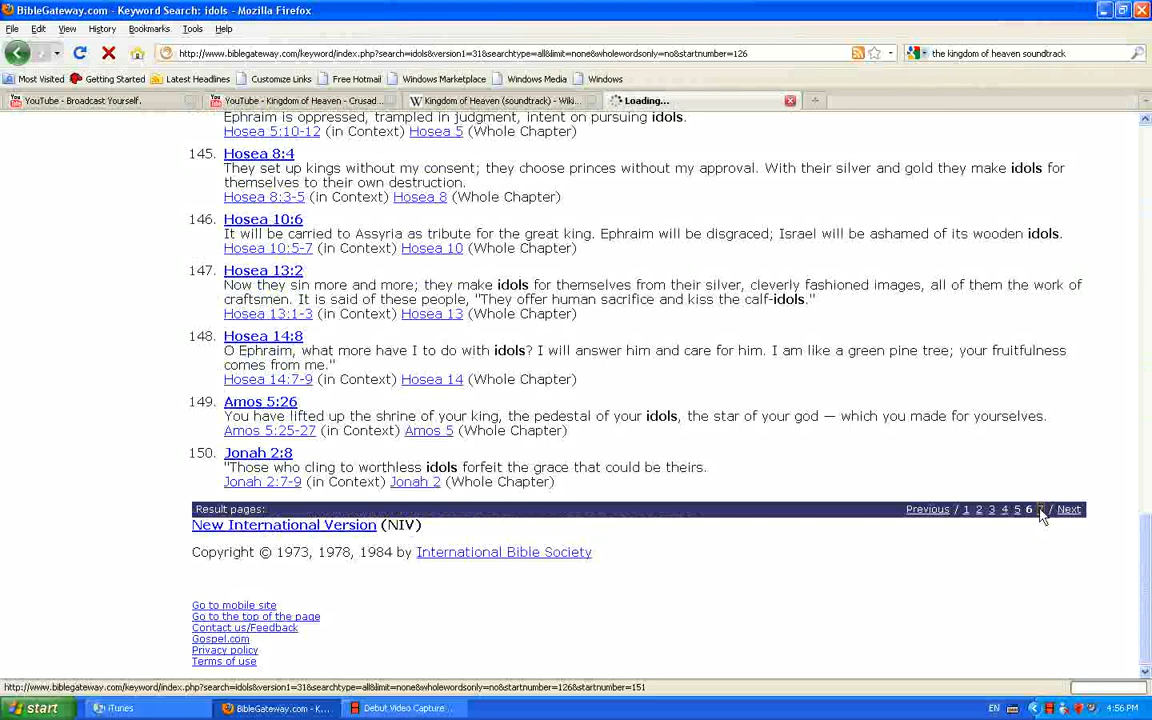 BibleGateway.com - Keyword Search: idols - Mozilla Firefox
File Edit View History Bookmarks Tools Help
http://www.biblegateway.com/keyword/index.php?search=idols&version1=31&searchtype=all&limit=none&wholewordsonly=no&startnumber=126
the kingdom of heaven soundtrack
Most Visited Getting Started Latest Headlines Customize Links Free Hotmail Windows Marketplace Windows Media Windows
YouTube - Broadcast Yourself. YouTube - Kingdom of Heaven - Crusad... Kingdom of Heaven (soundtrack) - Wiki... Loading...
Ephraim is oppressed, trampled in judgment, intent on pursuing idols.
Hosea 5:10-12 (in Context) Hosea 5 (Whole Chapter)
145. Hosea 8:4
They set up kings without my consent; they choose princes without my approval. With their silver and gold they make idols for
themselves to their own destruction.
Hosea 8:3-5 (in Context) Hosea 8 (Whole Chapter)
146. Hosea 10:6
It will be carried to Assyria as tribute for the great king. Ephraim will be disgraced; Israel will be ashamed of its wooden idols.
Hosea 10:5-7 (in Context) Hosea 10 (Whole Chapter)
147. Hosea 13:2
Now they sin more and more; they make idols for themselves from their silver, cleverly fashioned images, all of them the work of
craftsmen. It is said of these people, "They offer human sacrifice and kiss the calf-idols."
Hosea 13:1-3 (in Context) Hosea 13 (Whole Chapter)
148. Hosea 14:8
O Ephraim, what more have I to do with idols? I will answer him and care for him. I am like a green pine tree; your fruitfulness
comes from me."
Hosea 14:7-9 (in Context) Hosea 14 (Whole Chapter)
149. Amos 5:26
You have lifted up the shrine of your king, the pedestal of your idols, the star of your god — which you made for yourselves.
Amos 5:25-27 (in Context) Amos 5 (Whole Chapter)
150. Jonah 2:8
"Those who cling to worthless idols forfeit the grace that could be theirs.
Jonah 2:7-9 (in Context) Jonah 2 (Whole Chapter)
Result pages: Previous / 1 2 3 4 5 6 / Next
New International Version (NIV)
Copyright © 1973, 1978, 1984 by International Bible Society
Go to mobile site
Go to the top of the page
Contact us/Feedback
Gospel.com
Privacy policy
Terms of use
http://www.biblegateway.com/keyword/index.php?search=idols&version1=31&searchtype=all&limit=none&wholewordsonly=no&startnumber=126&startnumber=151
start iTunes BibleGateway.com - K... Debut Video Capture... EN 4:56 PM